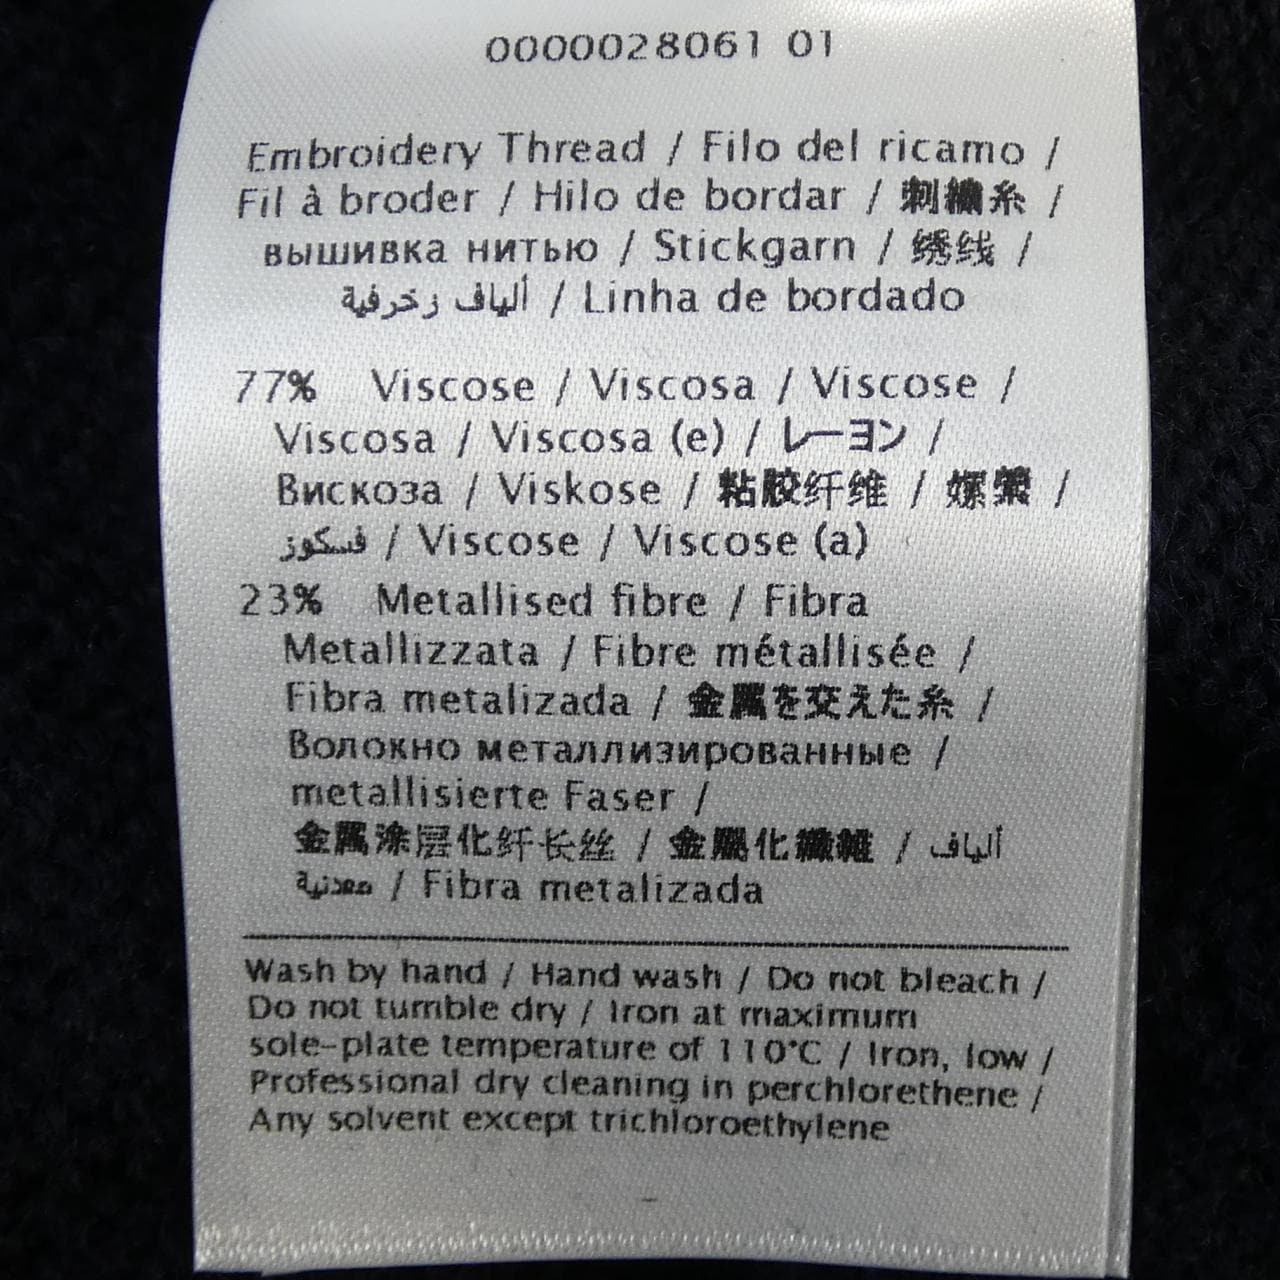 0000028061 01
Embroidery Thread / Filo del ricamo /
Fil à broder / Hilo de bordar / 刺繍糸 /
вышивка нитью / Stickgarn / 绣线 /
ألياف زخرفية / Linha de bordado
77% Viscose / Viscosa / Viscose /
Viscosa / Viscosa (e) / レーヨン /
Вискоза / Viskose / 粘胶纤维 / 嫘縈 /
فسكوز / Viscose / Viscose (a)
23% Metallised fibre / Fibra
Metallizzata / Fibre métallisée /
Fibra metalizada / 金属を交えた糸 /
Волокно металлизированные /
metallisierte Faser /
金属涂层化纤长丝 / 金屬化纖維 / ألياف
معدنية / Fibra metalizada
Wash by hand / Hand wash / Do not bleach /
Do not tumble dry / Iron at maximum
sole-plate temperature of 110°C / Iron, low /
Professional dry cleaning in perchlorethene /
Any solvent except trichloroethylene